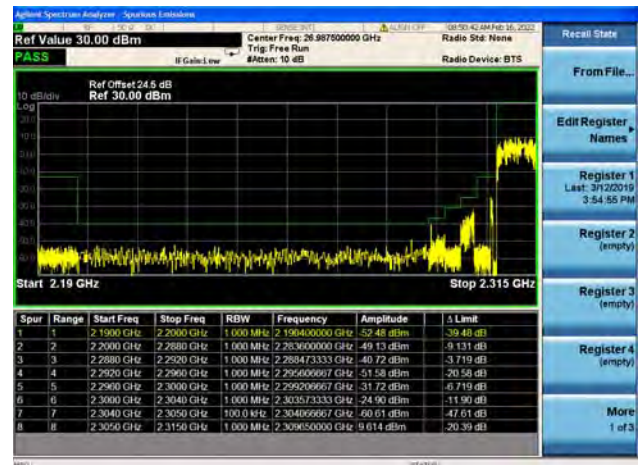 Agilent Spectrum Analyzer Spurious Emissions
RF 50 Ω DC SENSE:INT ALIGN OFF 08:50:42 AM Feb 16, 2022
Ref Value 30.00 dBm Center Freq: 26.987500000 GHz Radio Std: None
Trig: Free Run
PASS IF Gain:Low #Atten: 10 dB Radio Device: BTS
Ref Offset 24.5 dB
10 dB/div Ref 30.00 dBm
Log
Start 2.19 GHz Stop 2.315 GHz
Spur Range Start Freq Stop Freq RBW Frequency Amplitude Δ Limit
1 1 2.1900 GHz 2.2000 GHz 1.000 MHz 2.190400000 GHz -52.48 dBm -39.48 dB
2 2 2.2000 GHz 2.2880 GHz 1.000 MHz 2.283600000 GHz -49.13 dBm -9.131 dB
3 3 2.2880 GHz 2.2920 GHz 1.000 MHz 2.288473333 GHz -40.72 dBm -3.719 dB
4 4 2.2920 GHz 2.2960 GHz 1.000 MHz 2.295606667 GHz -51.58 dBm -20.58 dB
5 5 2.2960 GHz 2.3000 GHz 1.000 MHz 2.299206667 GHz -31.72 dBm -6.719 dB
6 6 2.3000 GHz 2.3040 GHz 1.000 MHz 2.303573333 GHz -24.90 dBm -11.90 dB
7 7 2.3040 GHz 2.3050 GHz 100.0 kHz 2.304066667 GHz -60.61 dBm -47.61 dB
8 8 2.3050 GHz 2.3150 GHz 1.000 MHz 2.309650000 GHz 9.614 dBm -20.39 dB
Recall State
From File...
Edit Register
Names
Register 1
Last: 3/12/2019
3:54:55 PM
Register 2
(empty)
Register 3
(empty)
Register 4
(empty)
More
1 of 3